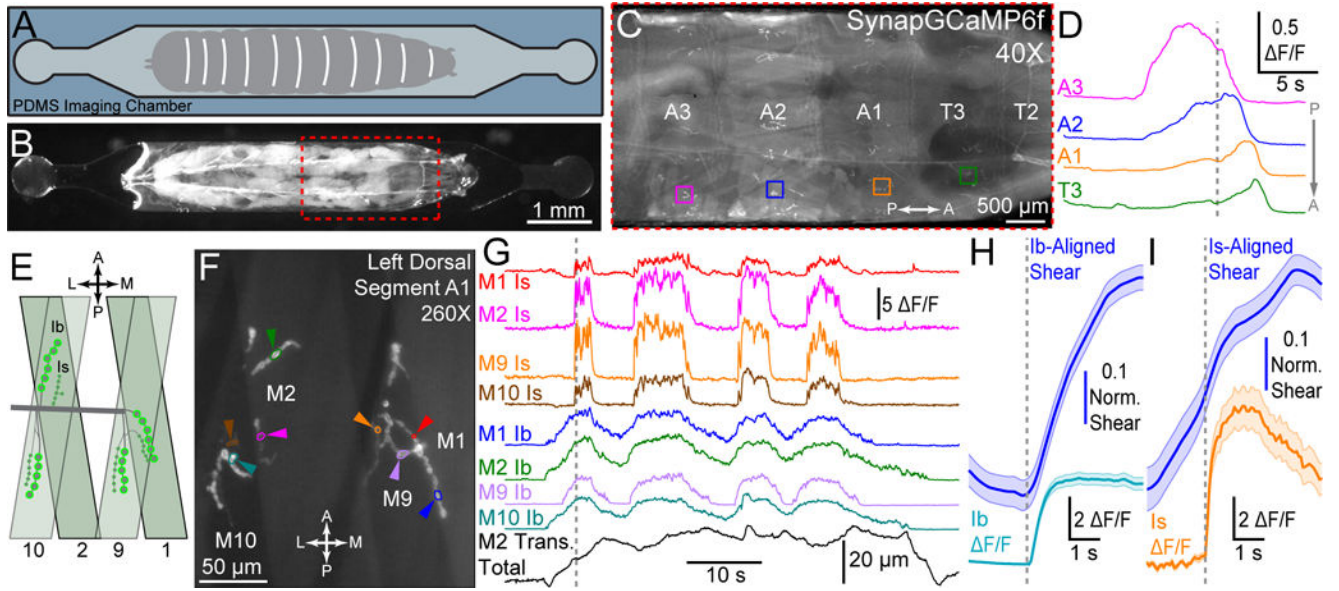 A
PDMS Imaging Chamber
B
1 mm
C
SynapGCaMP6f
40X
A3
A2
A1
T3
T2
P
A
500 µm
D
0.5
ΔF/F
5 s
A3
A2
A1
T3
P
A
E
A
L
M
P
Ib
Is
10
2
9
1
F
Left Dorsal
Segment A1
260X
M2
M1
M9
M10
A
L
M
P
50 µm
G
M1 Is
M2 Is
5 ΔF/F
M9 Is
M10 Is
M1 Ib
M2 Ib
M9 Ib
M10 Ib
M2 Trans.
Total
10 s
20 µm
H
Ib-Aligned
Shear
0.1
Norm.
Shear
Ib
ΔF/F
2 ΔF/F
1 s
I
Is-Aligned
Shear
0.1
Norm.
Shear
Is
ΔF/F
2 ΔF/F
1 s